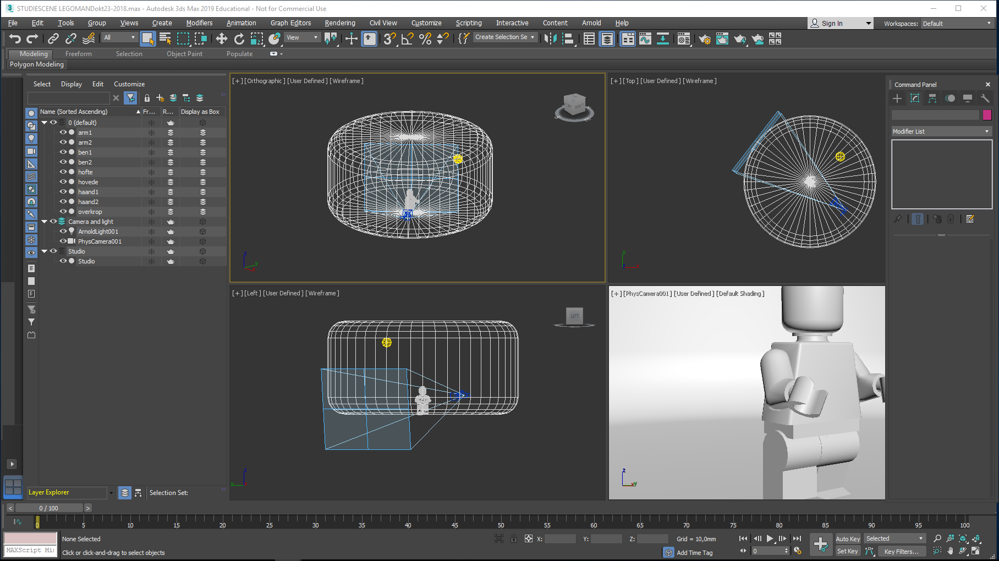 STUDIESCENE LEGOMANDokt23-2018.max - Autodesk 3ds Max 2019 Educational - Not for Commercial Use
File Edit Tools Group Views Create Modifiers Animation Graph Editors Rendering Civil View Customize Scripting Interactive Content Arnold Help
Sign In Workspaces: Default
All View Create Selection Se
Modeling Freeform Selection Object Paint Populate
Polygon Modeling
Select Display Edit Customize
Name (Sorted Ascending) Fr... R... Display as Box
0 (default)
arm1
arm2
ben1
ben2
hofte
hovede
haand1
haand2
overkrop
Camera and light
ArnoldLight001
PhysCamera001
Studio
Studio
Layer Explorer
Selection Set:
[+] [Orthographic] [User Defined] [Wireframe]
z
y
[+] [Top] [User Defined] [Wireframe]
y
z
[+] [Left] [User Defined] [Wireframe]
LEFT
z
y
[+] [PhysCamera001] [User Defined] [Default Shading]
z
xy
Command Panel
Modifier List
< 0 / 100 >
0 5 10 15 20 25 30 35 40 45 50 55 60 65 70 75 80 85 90 95 100
None Selected
X: Y: Z: Grid = 10,0mm
Auto Key Selected
MAXScript Mi
Click or click-and-drag to select objects
Add Time Tag
0
Set Key Key Filters...